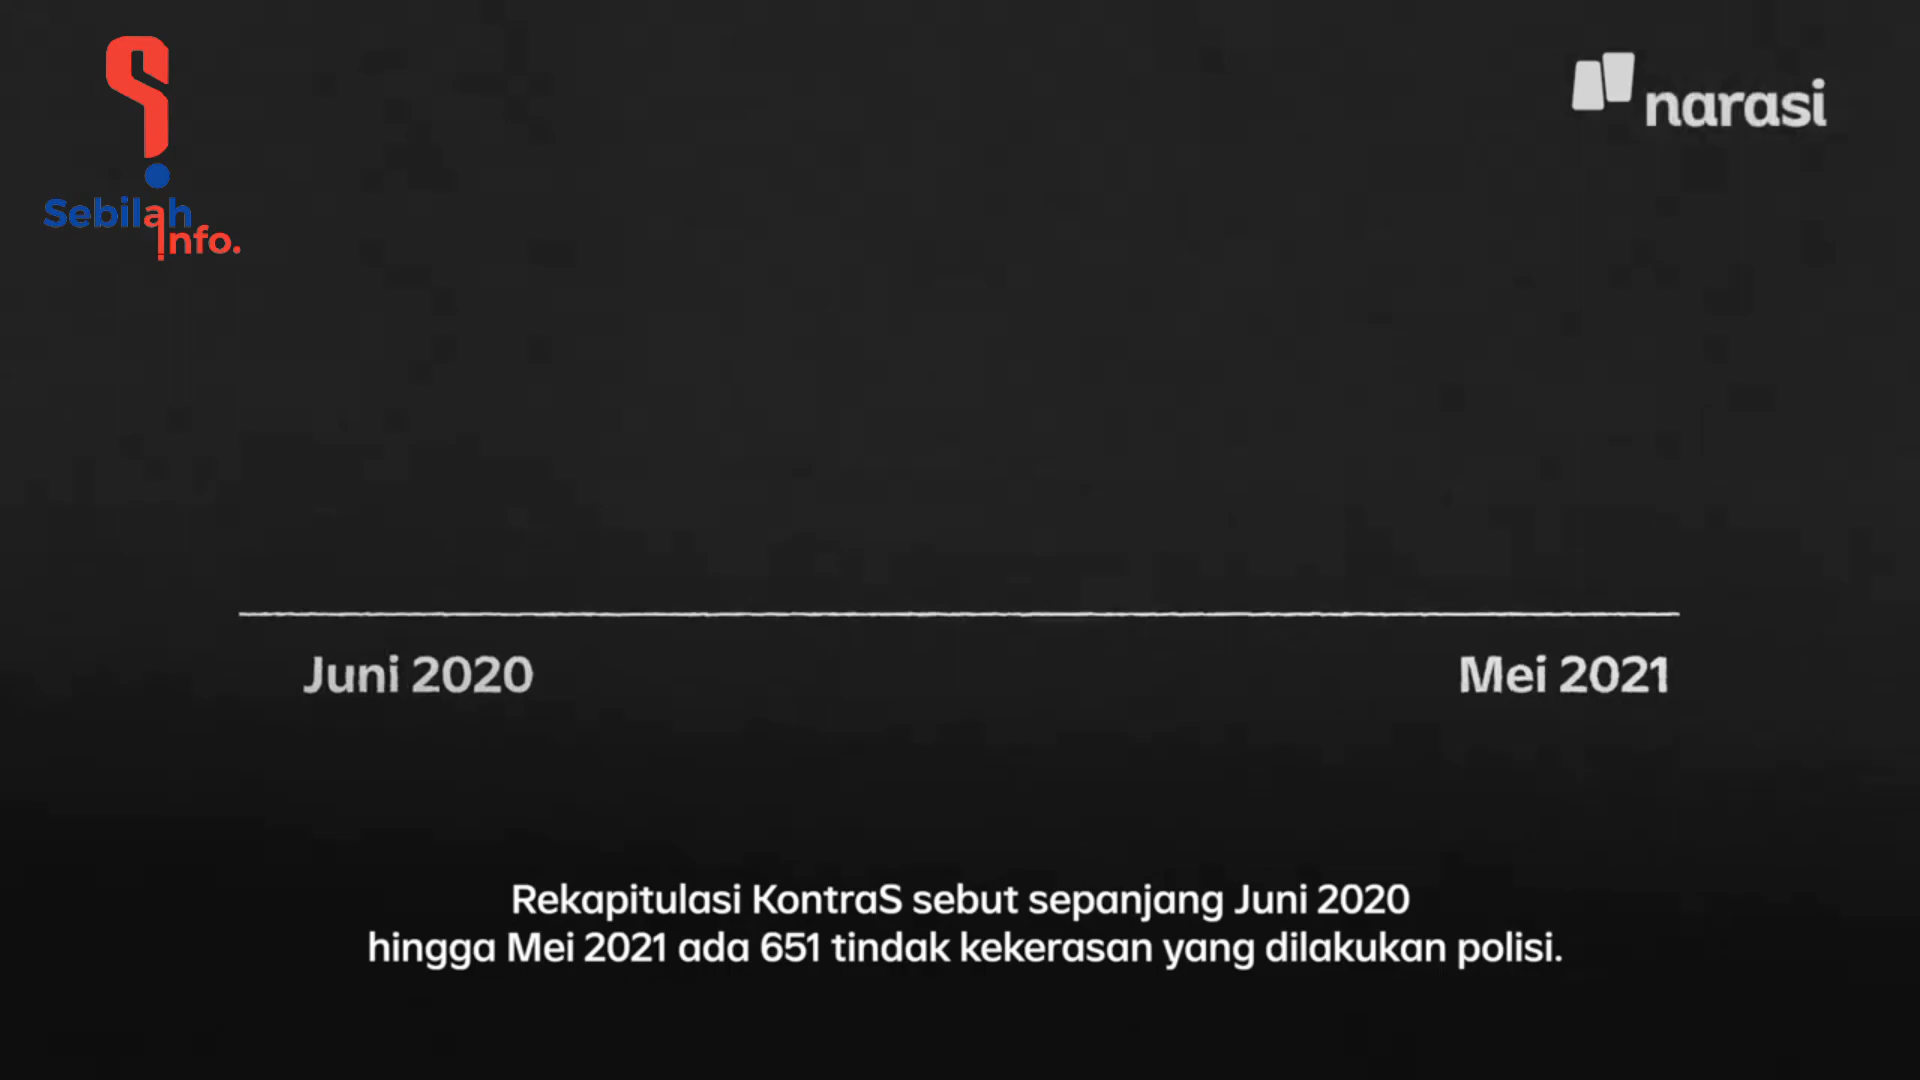 narasi
Sebilah
Info.
Juni 2020
Mei 2021
Rekapitulasi KontraS sebut sepanjang Juni 2020
hingga Mei 2021 ada 651 tindak kekerasan yang dilakukan polisi.